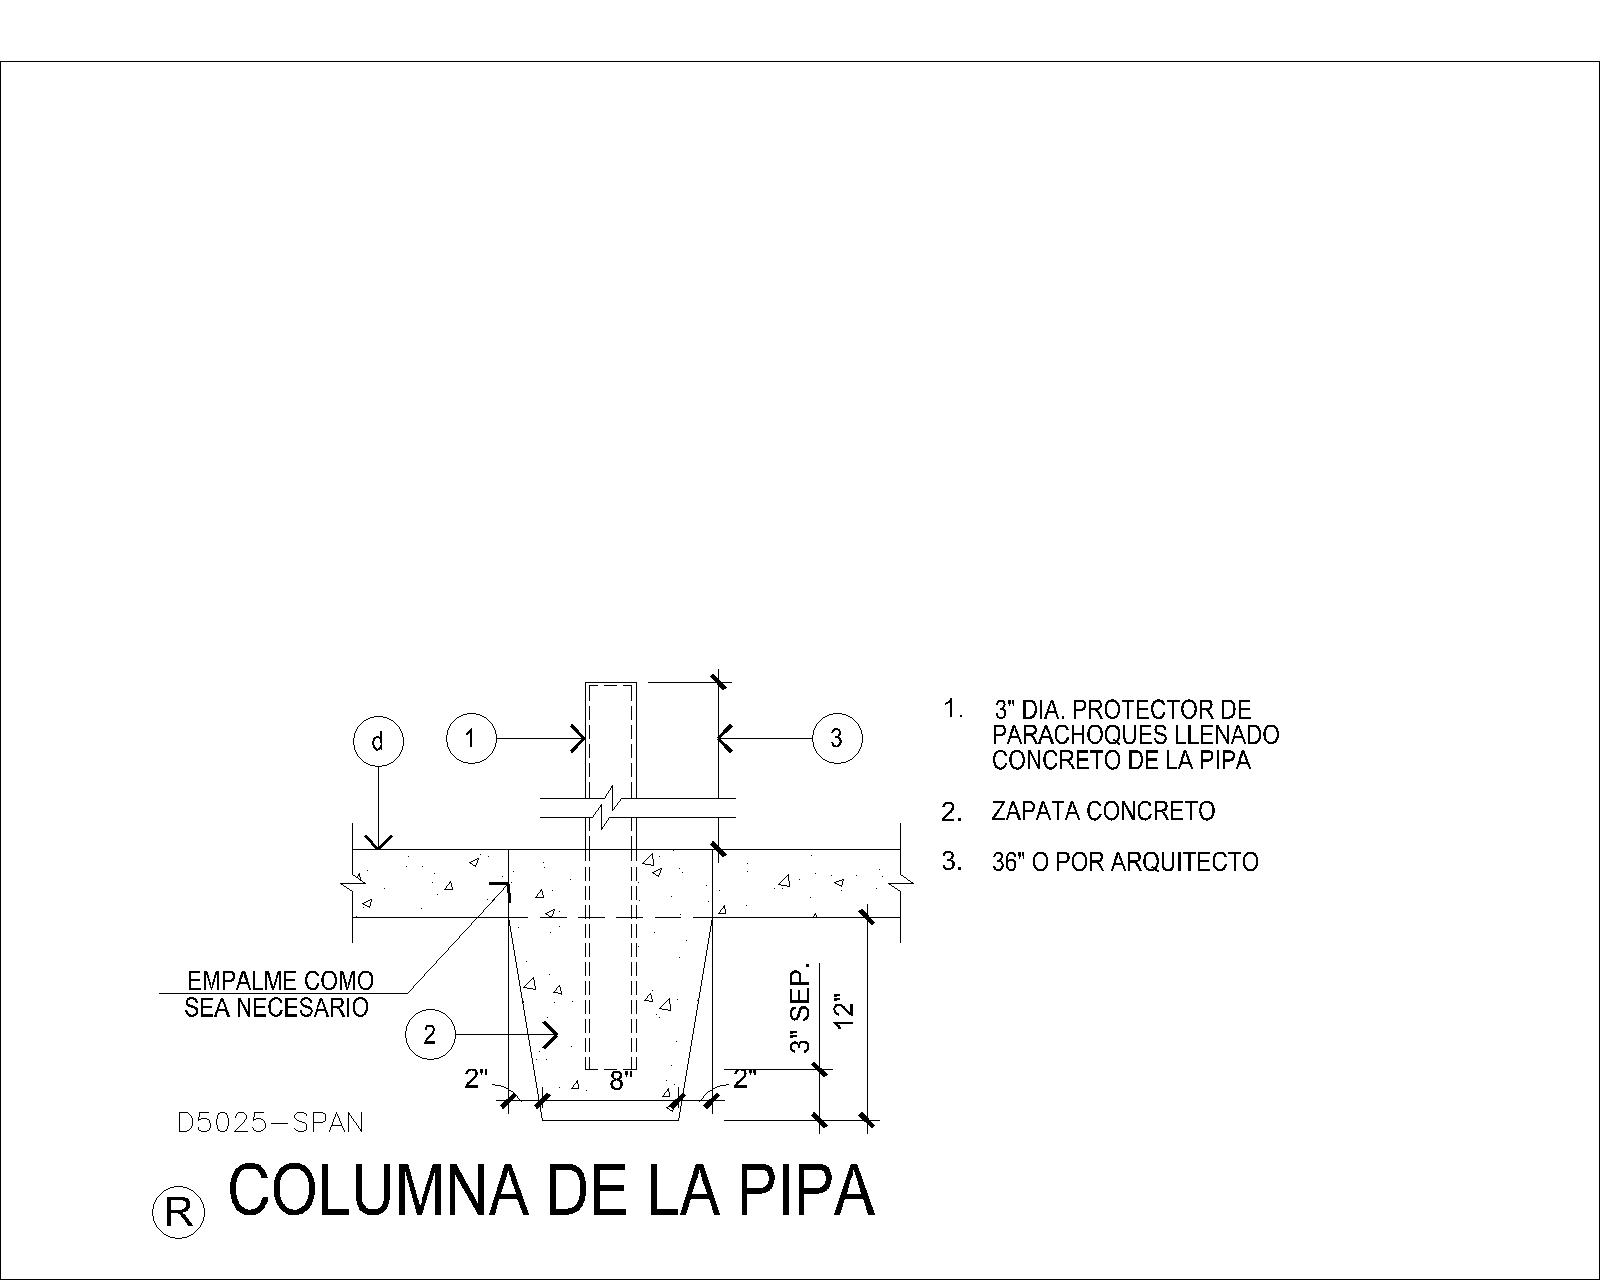 d
1
3
1. 3" DIA. PROTECTOR DE
PARACHOQUES LLENADO
CONCRETO DE LA PIPA
2. ZAPATA CONCRETO
3. 36" O POR ARQUITECTO
EMPALME COMO
SEA NECESARIO
2
3" SEP.
12"
2"
8"
2"
D5025-SPAN
R
COLUMNA DE LA PIPA